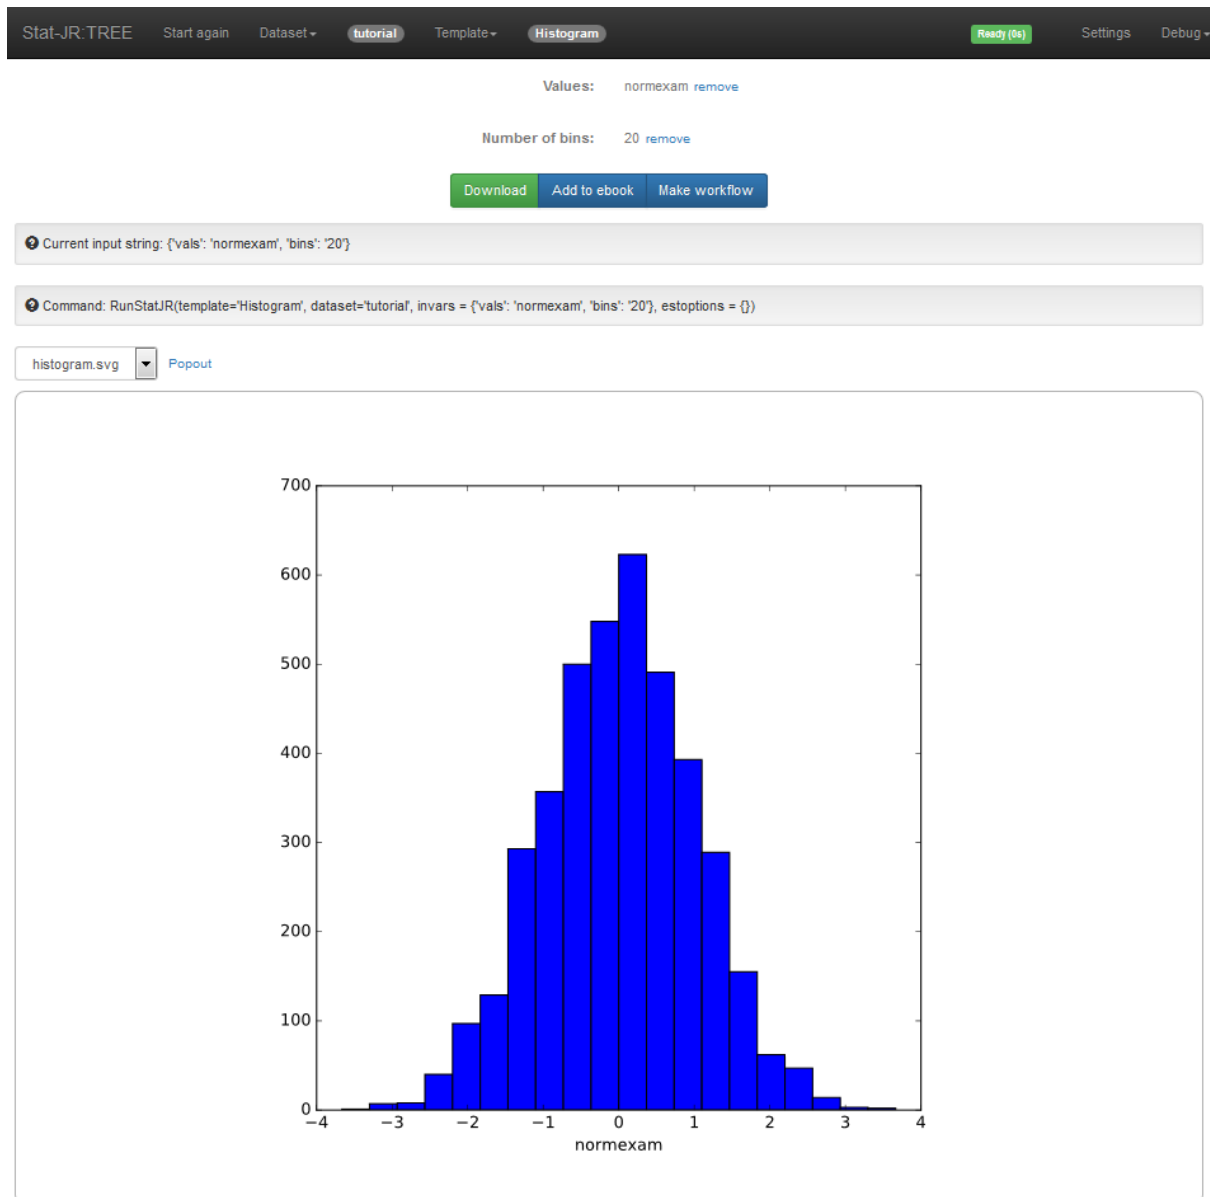 Stat-JR:TREE Start again Dataset tutorial Template Histogram Ready (0s) Settings Debug
Values: normexam remove
Number of bins: 20 remove
Download Add to ebook Make workflow
Current input string: {'vals': 'normexam', 'bins': '20'}
Command: RunStatJR(template='Histogram', dataset='tutorial', invars = {'vals': 'normexam', 'bins': '20'}, estoptions = {})
histogram.svg Popout
700
600
500
400
300
200
100
0
−4 −3 −2 −1 0 1 2 3 4
normexam